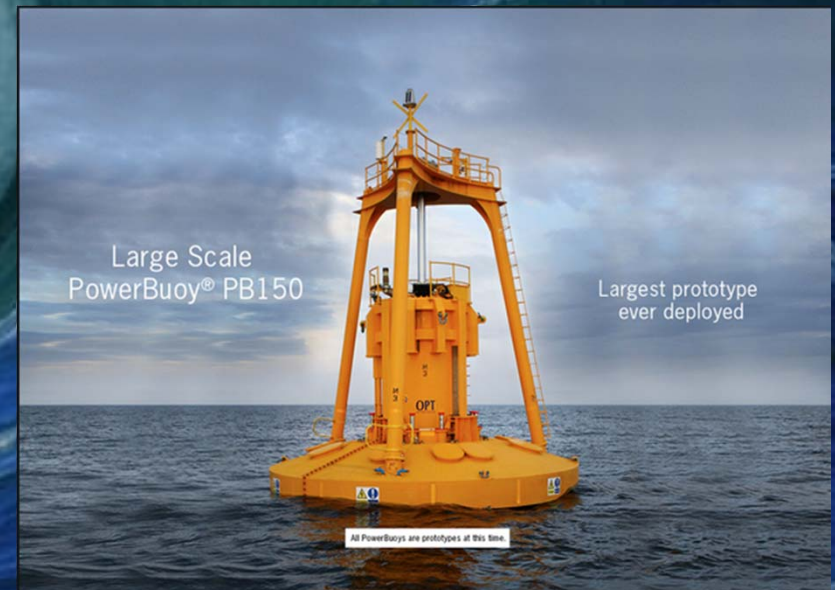 Large Scale
PowerBuoy® PB150
Largest prototype
ever deployed
OPT
All PowerBuoys are prototypes at this time.